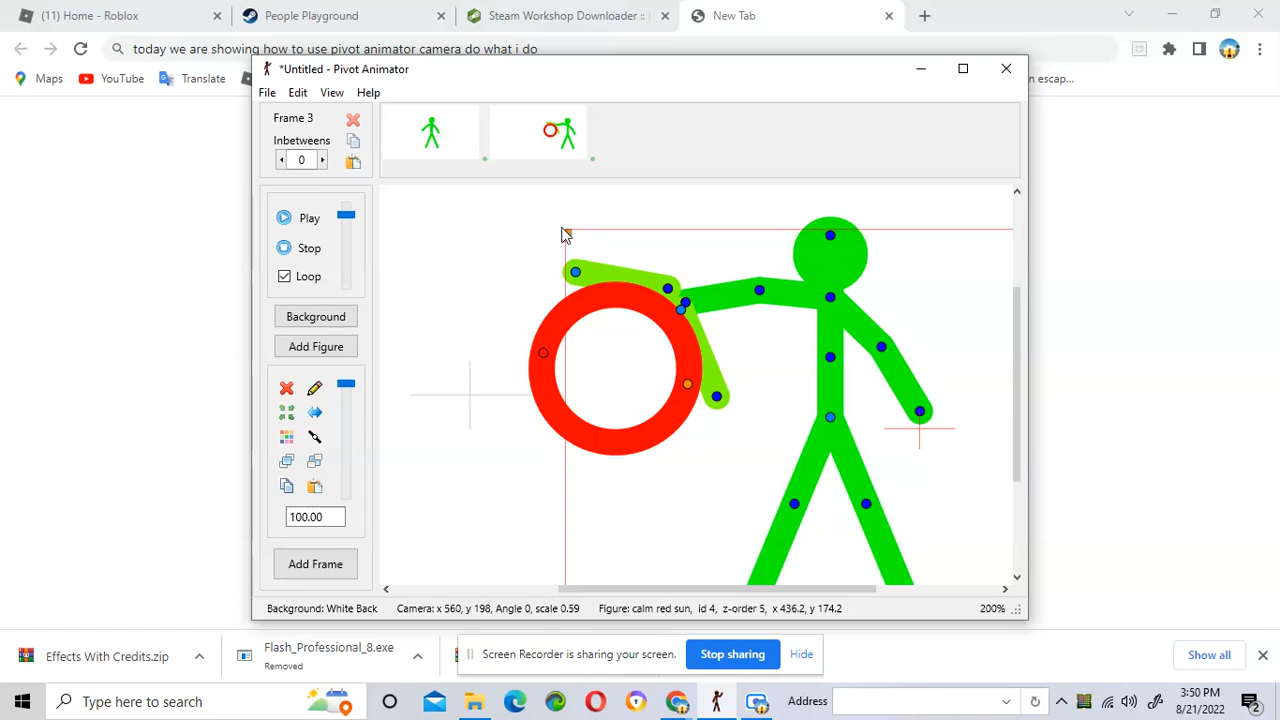 (11) Home - Roblox
People Playground
Steam Workshop Downloader ::
New Tab
today we are showing how to use pivot animator camera do what i do
Maps
YouTube
Translate
en escap...
*Untitled - Pivot Animator
File Edit View Help
Frame 3
Inbetweens
0
Play
Stop
Loop
Background
Add Figure
100.00
Add Frame
Background: White Back
Camera: x 560, y 198, Angle 0, scale 0.59
Figure: calm red sun, id 4, z-order 5, x 436.2, y 174.2
200%
Effects With Credits.zip
Flash_Professional_8.exe
Removed
Screen Recorder is sharing your screen.
Stop sharing
Hide
Show all
Type here to search
Address
3:50 PM
8/21/2022
2